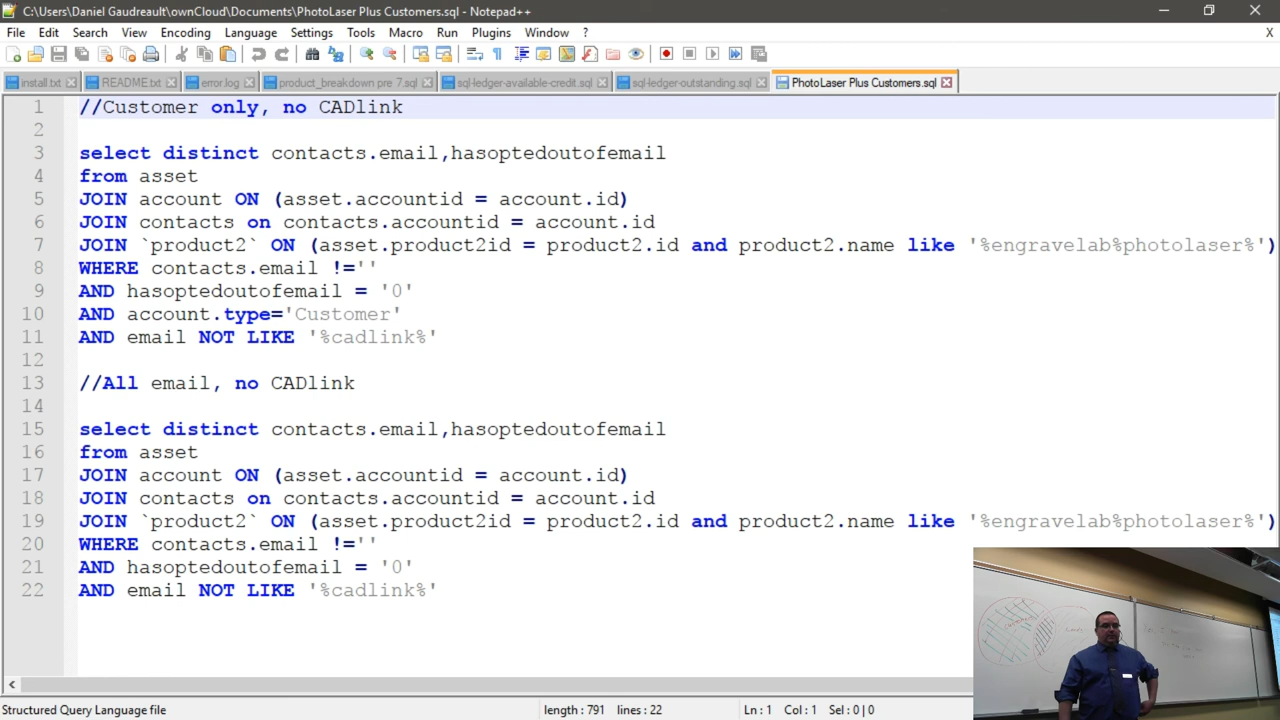 C:\Users\Daniel Gaudreault\ownCloud\Documents\PhotoLaser Plus Customers.sql - Notepad++
File Edit Search View Encoding Language Settings Tools Macro Run Plugins Window ? X
install.txt README.txt error.log product_breakdown pre 7.sql sql-ledger-available-credit.sql sql-ledger-outstanding.sql PhotoLaser Plus Customers.sql
1 //Customer only, no CADlink
2
3 select distinct contacts.email,hasoptedoutofemail
4 from asset
5 JOIN account ON (asset.accountid = account.id)
6 JOIN contacts on contacts.accountid = account.id
7 JOIN `product2` ON (asset.product2id = product2.id and product2.name like '%engravelab%photolaser%')
8 WHERE contacts.email !=''
9 AND hasoptedoutofemail = '0'
10 AND account.type='Customer'
11 AND email NOT LIKE '%cadlink%'
12
13 //All email, no CADlink
14
15 select distinct contacts.email,hasoptedoutofemail
16 from asset
17 JOIN account ON (asset.accountid = account.id)
18 JOIN contacts on contacts.accountid = account.id
19 JOIN `product2` ON (asset.product2id = product2.id and product2.name like '%engravelab%photolaser%')
20 WHERE contacts.email !=''
21 AND hasoptedoutofemail = '0'
22 AND email NOT LIKE '%cadlink%'
Structured Query Language file length : 791 lines : 22 Ln : 1 Col : 1 Sel : 0 | 0